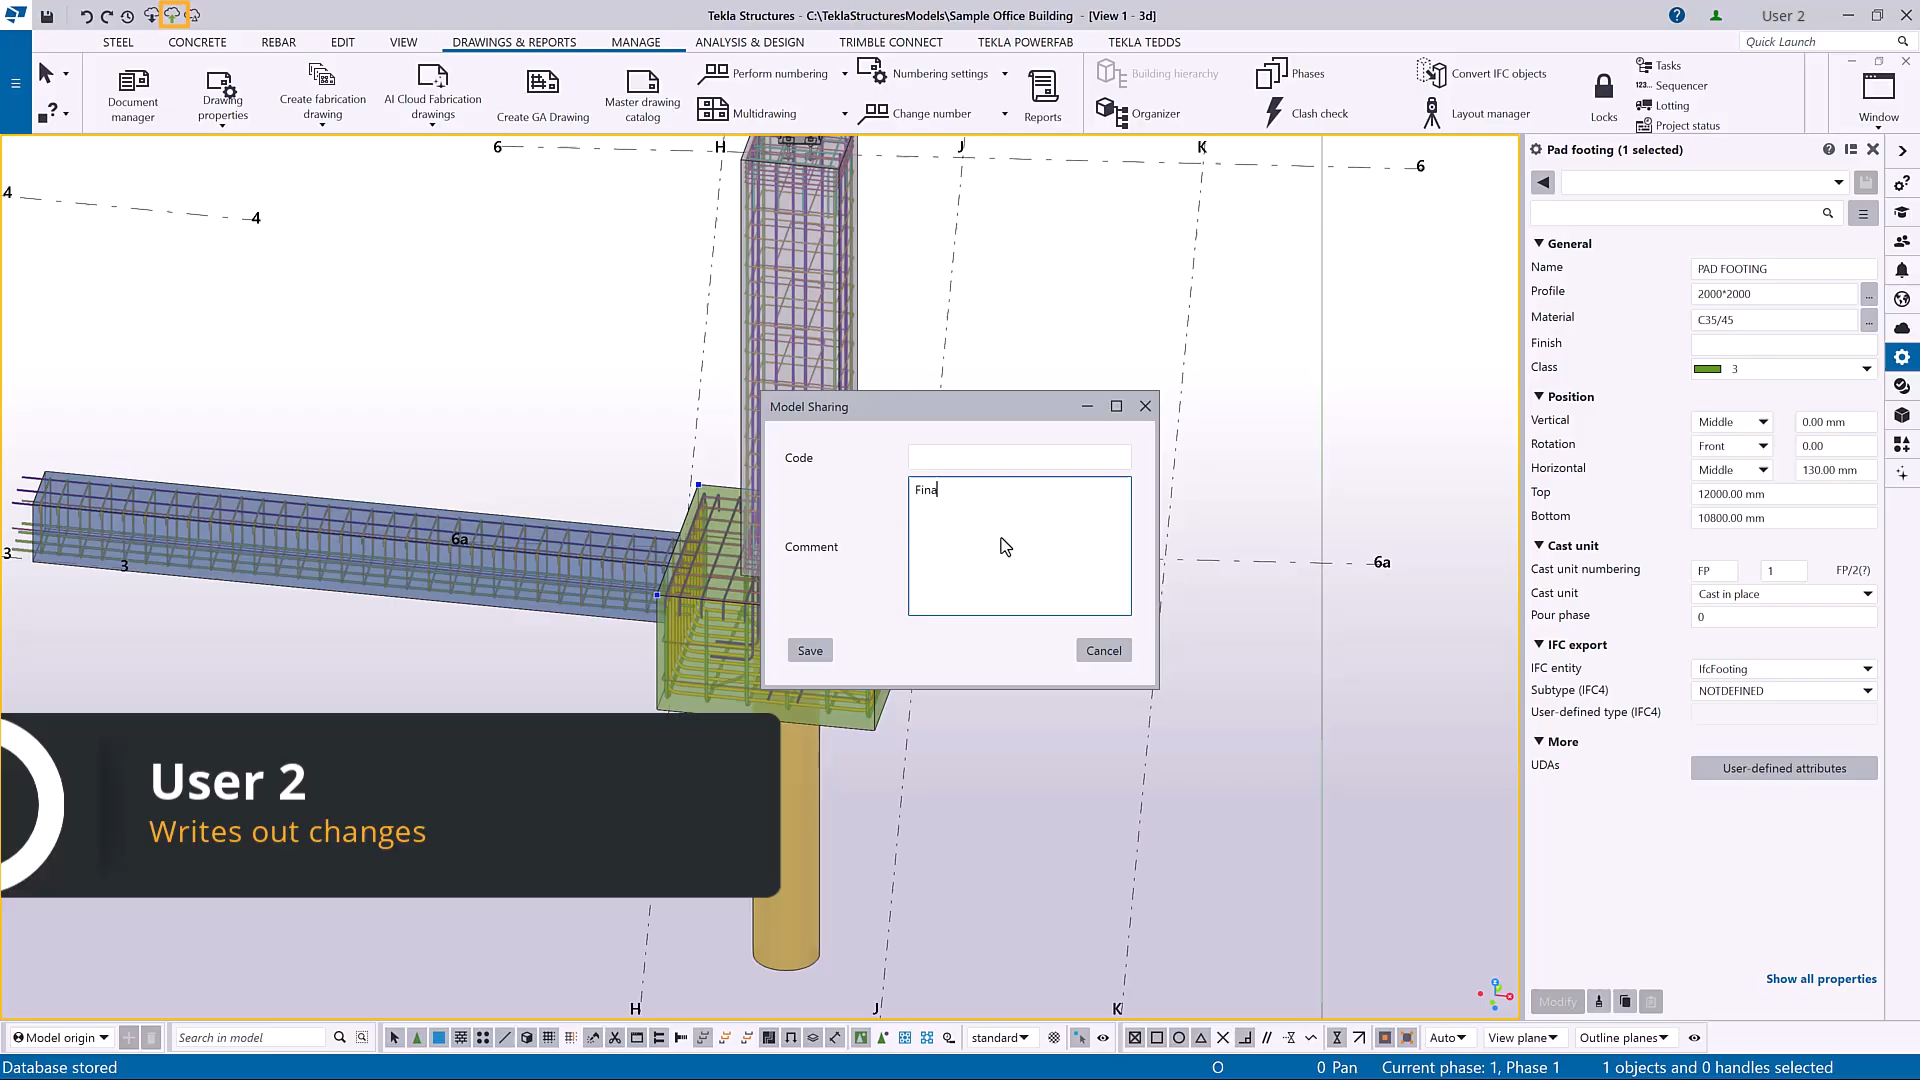 Tekla Structures - C:\TeklaStructuresModels\Sample Office Building - [View 1 - 3d]
User 2
STEEL CONCRETE REBAR EDIT VIEW DRAWINGS & REPORTS MANAGE ANALYSIS & DESIGN TRIMBLE CONNECT TEKLA POWERFAB TEKLA TEDDS
Quick Launch
Document manager
Drawing properties
Create fabrication drawing
AI Cloud Fabrication drawings
Create GA Drawing
Master drawing catalog
Perform numbering
Multidrawing
Numbering settings
Change number
Reports
Building hierarchy
Organizer
Phases
Clash check
Convert IFC objects
Layout manager
Locks
Tasks
123... Sequencer
Lotting
Project status
Window
6 H J K 6
4 4
3 3
6a 6a
H J K
Model Sharing
Code
Fina
Comment
Save Cancel
User 2
Writes out changes
Pad footing (1 selected)
General
Name PAD FOOTING
Profile 2000*2000 ...
Material C35/45 ...
Finish
Class 3
Position
Vertical Middle 0.00 mm
Rotation Front 0.00
Horizontal Middle 130.00 mm
Top 12000.00 mm
Bottom 10800.00 mm
Cast unit
Cast unit numbering FP 1 FP/2(?)
Cast unit Cast in place
Pour phase 0
IFC export
IFC entity IfcFooting
Subtype (IFC4) NOTDEFINED
User-defined type (IFC4)
More
UDAs User-defined attributes
Show all properties
Modify
Model origin Search in model standard Auto View plane Outline planes
Database stored O 0 Pan Current phase: 1, Phase 1 1 objects and 0 handles selected